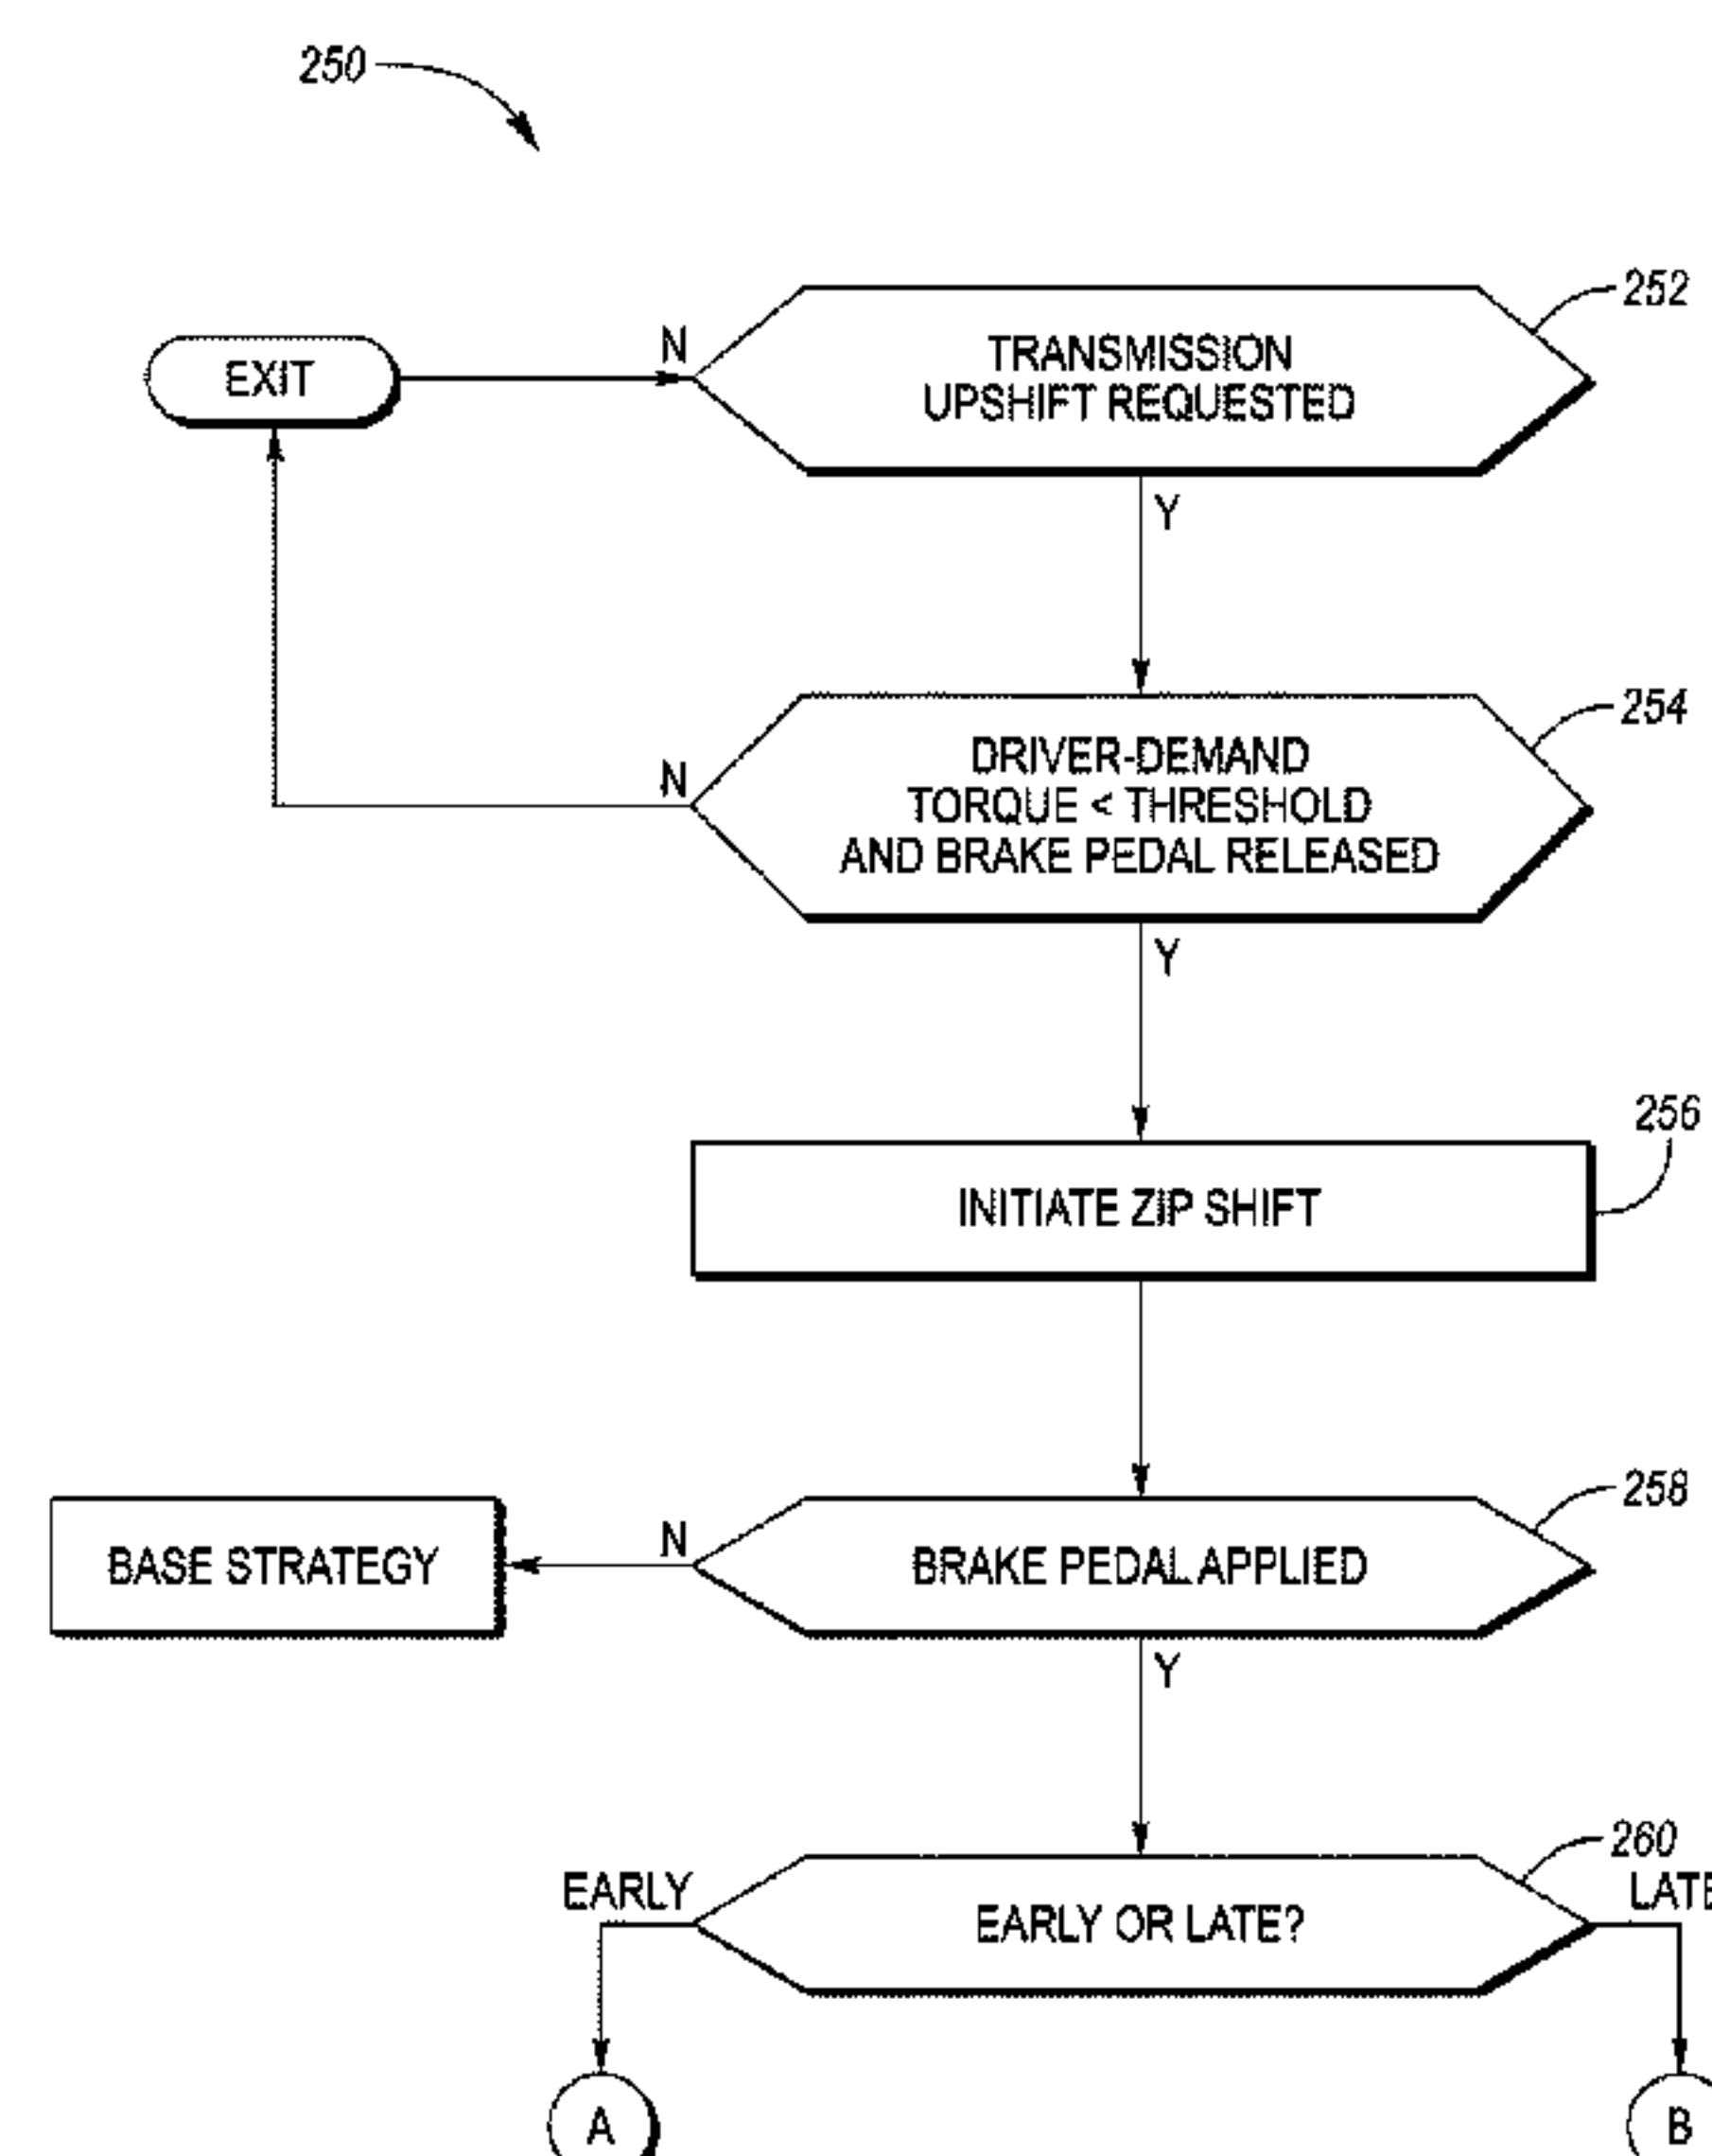 250
252
TRANSMISSION
UPSHIFT REQUESTED
N
EXIT
Y
254
DRIVER-DEMAND
TORQUE < THRESHOLD
AND BRAKE PEDAL RELEASED
N
Y
256
INITIATE ZIP SHIFT
258
BRAKE PEDAL APPLIED
N
BASE STRATEGY
Y
260
EARLY
EARLY OR LATE?
LATE
A
B